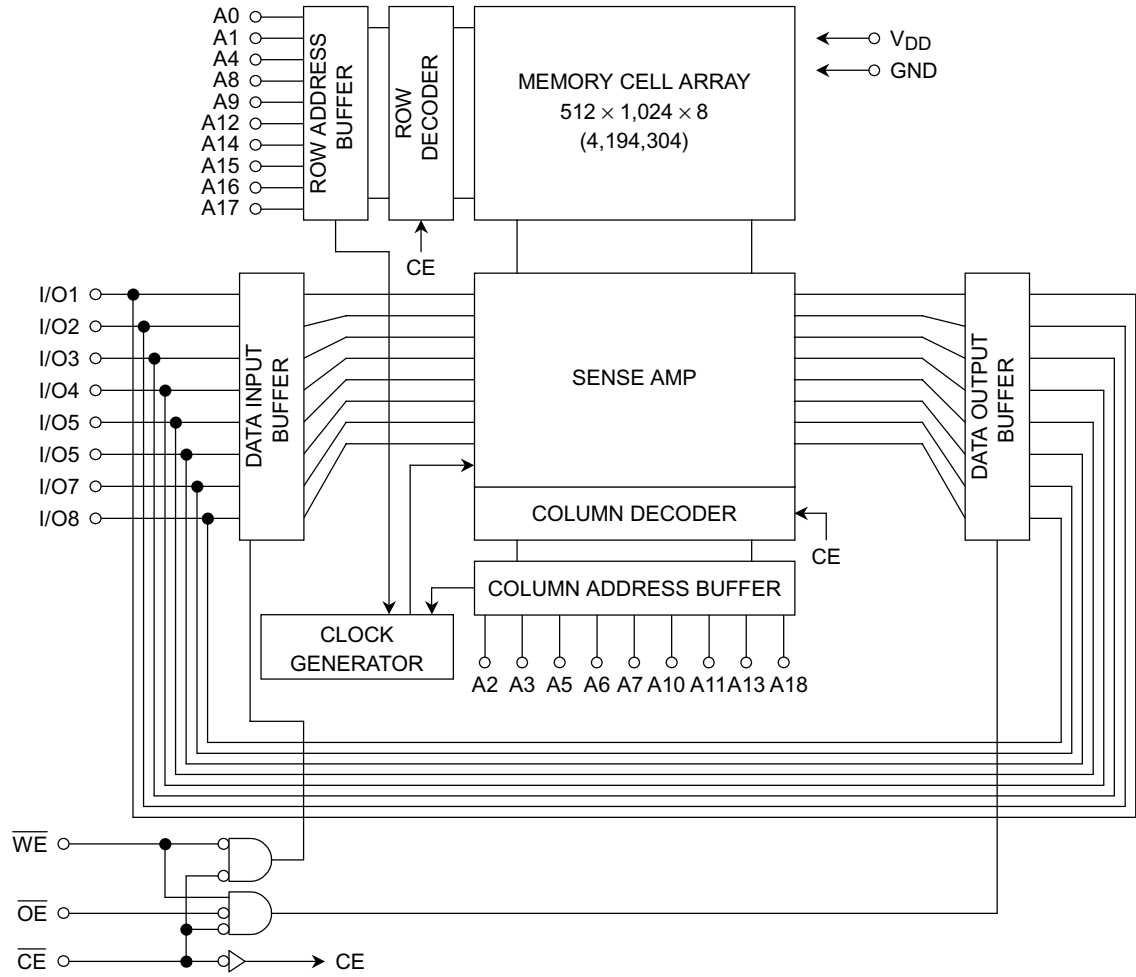 A0
A1
A4
A8
A9
A12
A14
A15
A16
A17
ROW ADDRESS
BUFFER
ROW
DECODER
CE
MEMORY CELL ARRAY
512 × 1,024 × 8
(4,194,304)
V_DD
GND
I/O1
I/O2
I/O3
I/O4
I/O5
I/O5
I/O7
I/O8
DATA INPUT
BUFFER
SENSE AMP
DATA OUTPUT
BUFFER
COLUMN DECODER
CE
COLUMN ADDRESS BUFFER
CLOCK
GENERATOR
A2 A3 A5 A6 A7 A10 A11 A13 A18
W̅E̅
O̅E̅
C̅E̅
CE